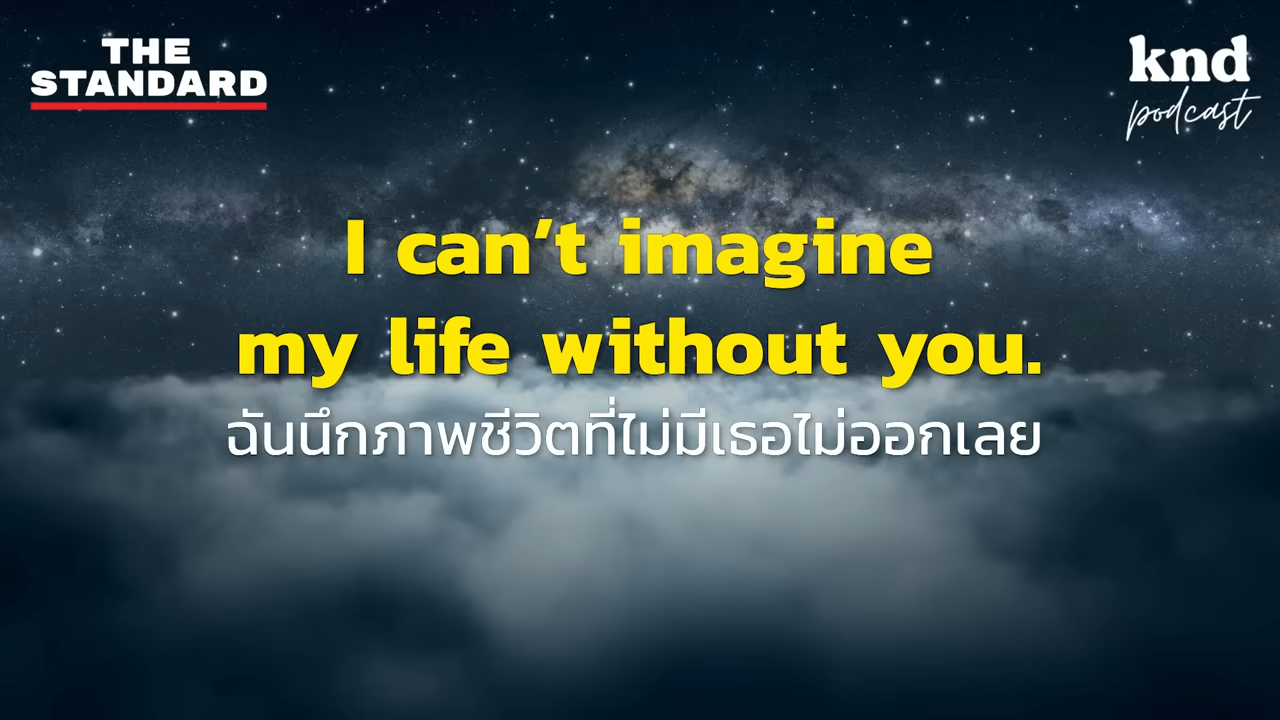 THE
STANDARD
knd
podcast
I can’t imagine
my life without you.
ฉันนึกภาพชีวิตที่ไม่มีเธอไม่ออกเลย